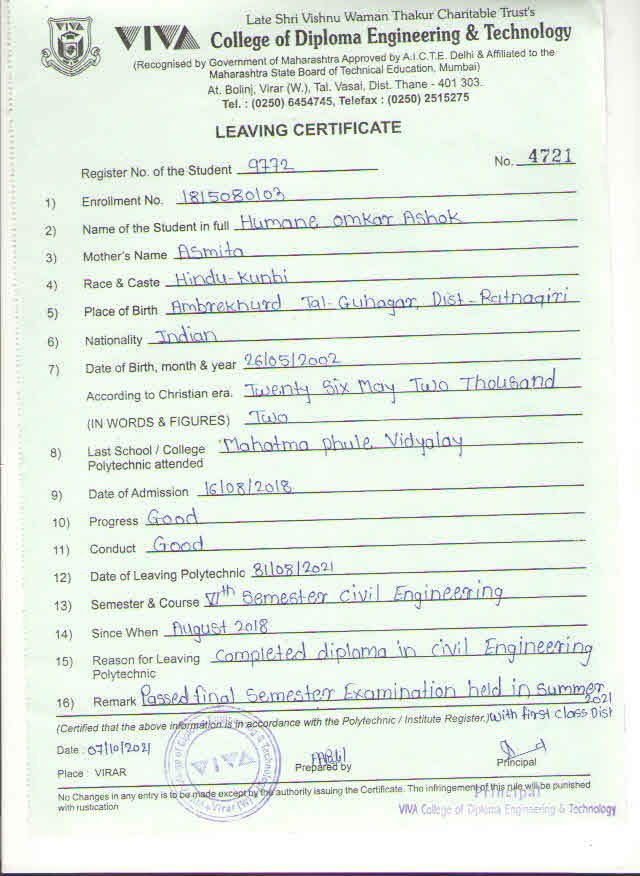 Late Shri Vishnu Waman Thakur Charitable Trust's
VIVA College of Diploma Engineering & Technology
(Recognised by Government of Maharashtra Approved by A.I.C.T.E. Delhi & Affiliated to the
Maharashtra State Board of Technical Education, Mumbai)
At. Bolinj, Virar (W.), Tal. Vasai, Dist. Thane - 401 303.
Tel. : (0250) 6454745, Telefax : (0250) 2515275
LEAVING CERTIFICATE
Register No. of the Student 9772 No. 4721
1) Enrollment No. 1815080103
2) Name of the Student in full Humane omkar Ashok
3) Mother's Name Asmita
4) Race & Caste Hindu-Kunbi
5) Place of Birth Ambrekhurd Tal-Guhagar, Dist-Ratnagiri
6) Nationality Indian
7) Date of Birth, month & year 26/05/2002
According to Christian era. Twenty Six May Two Thousand
(IN WORDS & FIGURES) Two
8) Last School / College Mahatma phule Vidyalay
Polytechnic attended
9) Date of Admission 16/08/2018
10) Progress Good
11) Conduct Good
12) Date of Leaving Polytechnic 31/08/2021
13) Semester & Course VIth Semester Civil Engineering
14) Since When August 2018
15) Reason for Leaving Completed diploma in civil Engineering
Polytechnic
16) Remark Passed final Semester Examination held in summer
2021
(Certified that the above information is in accordance with the Polytechnic / Institute Register.) with first class Dist
Date : 07/10/2021
Prepared by Principal
Place : VIRAR
VIVA
Virar (W)
No Changes in any entry is to be made except by the authority issuing the Certificate. The infringement of this rule will be punished
with rustication
Principal
VIVA College of Diploma Engineering & Technology